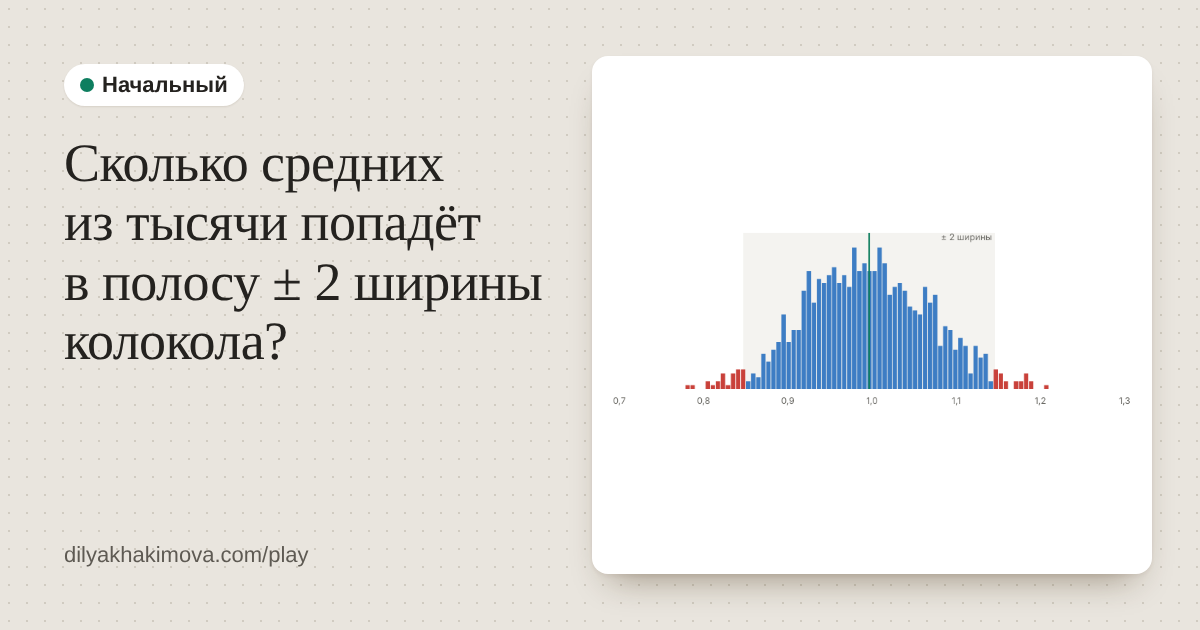 Начальный
Сколько средних
из тысячи попадёт
в полосу ± 2 ширины
колокола?
dilyakhakimova.com/play
± 2 ширины
0,7 0,8 0,9 1,0 1,1 1,2 1,3